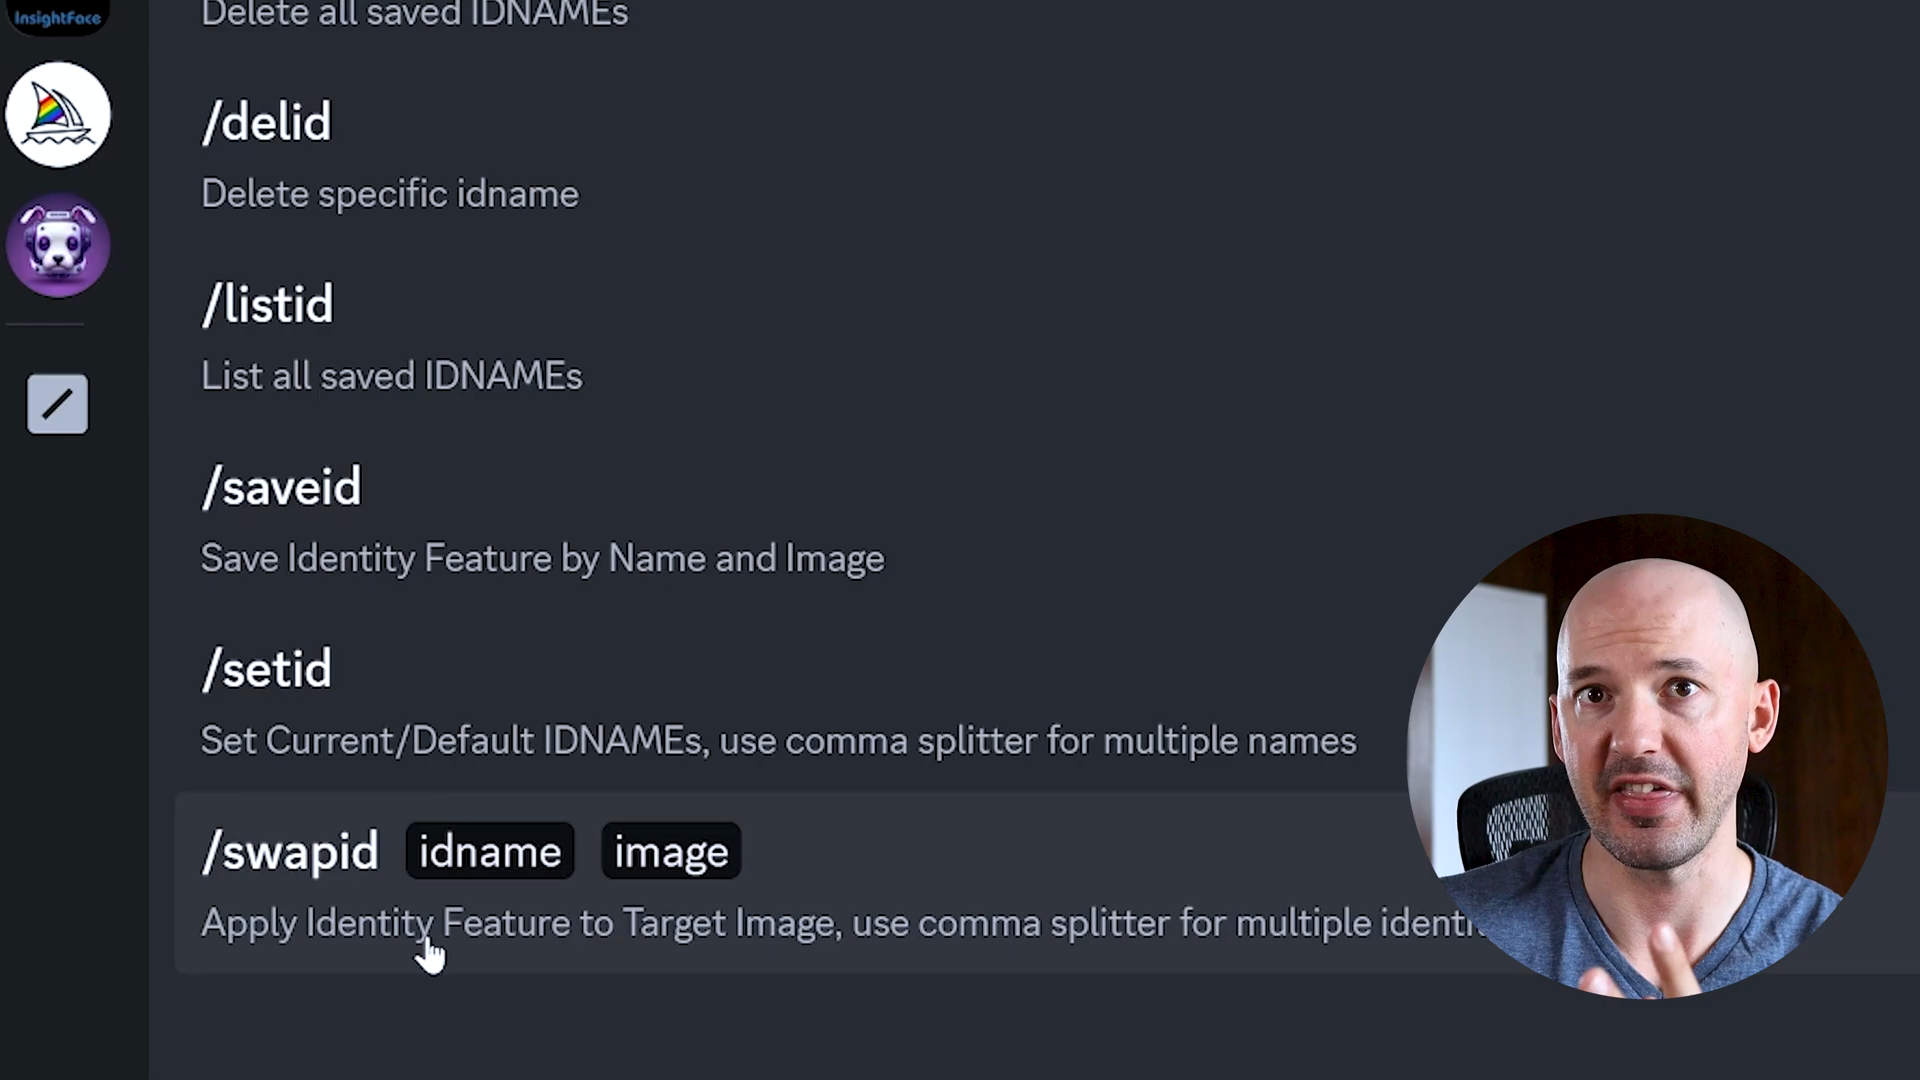 InsightFace
Delete all saved IDNAMEs
/delid
Delete specific idname
/listid
List all saved IDNAMEs
/saveid
Save Identity Feature by Name and Image
/setid
Set Current/Default IDNAMEs, use comma splitter for multiple names
/swapid idname image
Apply Identity Feature to Target Image, use comma splitter for multiple